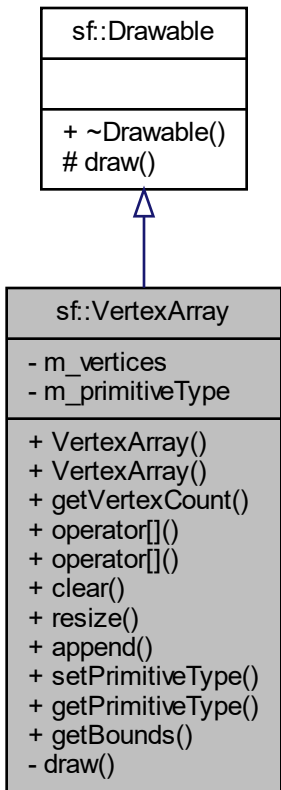 sf::Drawable
+ ~Drawable()
# draw()
sf::VertexArray
- m_vertices
- m_primitiveType
+ VertexArray()
+ VertexArray()
+ getVertexCount()
+ operator[]()
+ operator[]()
+ clear()
+ resize()
+ append()
+ setPrimitiveType()
+ getPrimitiveType()
+ getBounds()
- draw()